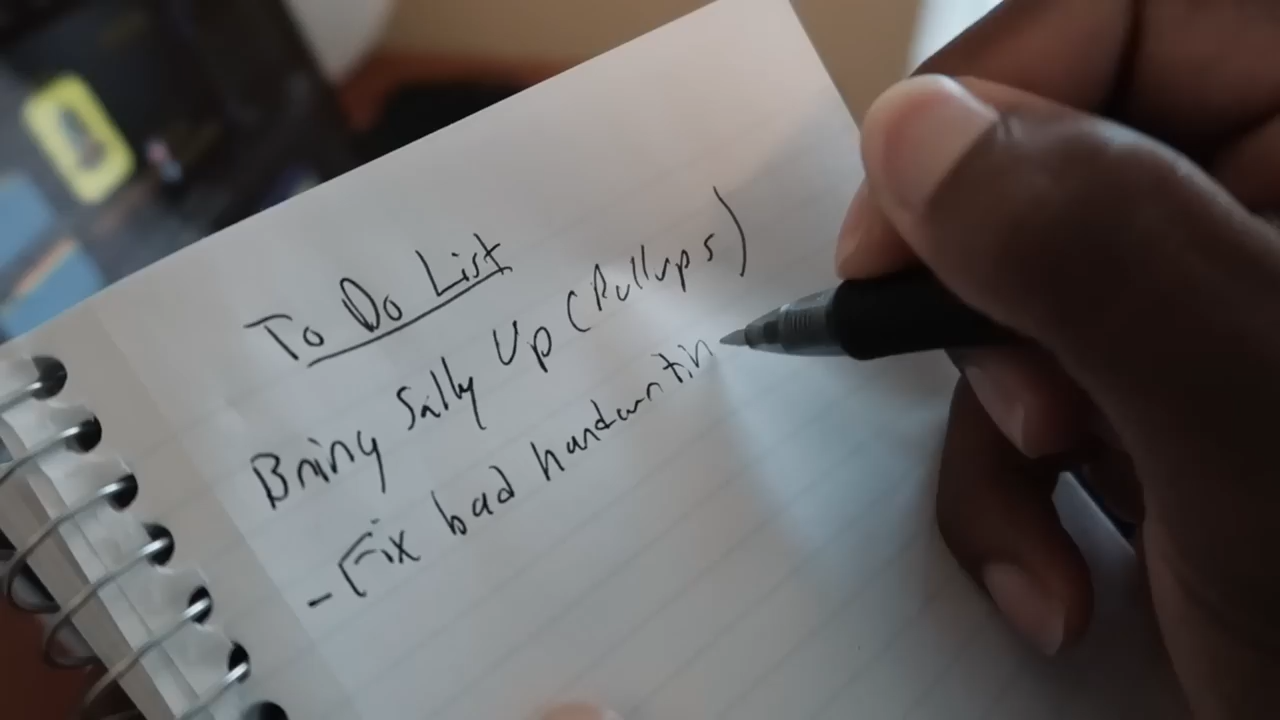 To Do List
Bring Sally Up (Pullups)
- Fix bad handwritin